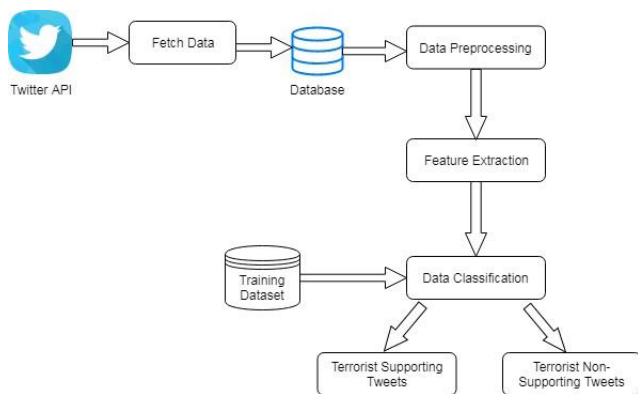 Fetch Data
Data Preprocessing
Twitter API
Database
Feature Extraction
Training
Dataset
Data Classification
Terrorist Supporting
Tweets
Terrorist Non-
Supporting Tweets